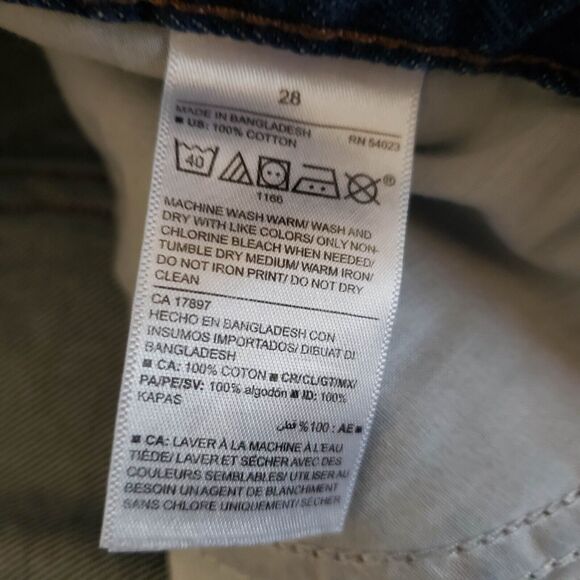 28
MADE IN BANGLADESH
■ US: 100% COTTON RN 54023
40 ®
1166
MACHINE WASH WARM/ WASH AND
DRY WITH LIKE COLORS/ ONLY NON-
CHLORINE BLEACH WHEN NEEDED/
TUMBLE DRY MEDIUM/ WARM IRON/
DO NOT IRON PRINT/ DO NOT DRY
CLEAN
CA 17897
HECHO EN BANGLADESH CON
INSUMOS IMPORTADOS/ DIBUAT DI
BANGLADESH
■ CA: 100% COTON ■ CR/CL/GT/MX/
PA/PE/SV: 100% algodón ■ ID: 100%
KAPAS
■ AE: 100% قطن
■ CA: LAVER À LA MACHINE À L'EAU
TIÈDE/ LAVER ET SÉCHER AVEC DES
COULEURS SEMBLABLES/ UTILISER AU
BESOIN UN AGENT DE BLANCHIMENT
SANS CHLORE UNIQUEMENT/ SÉCHER